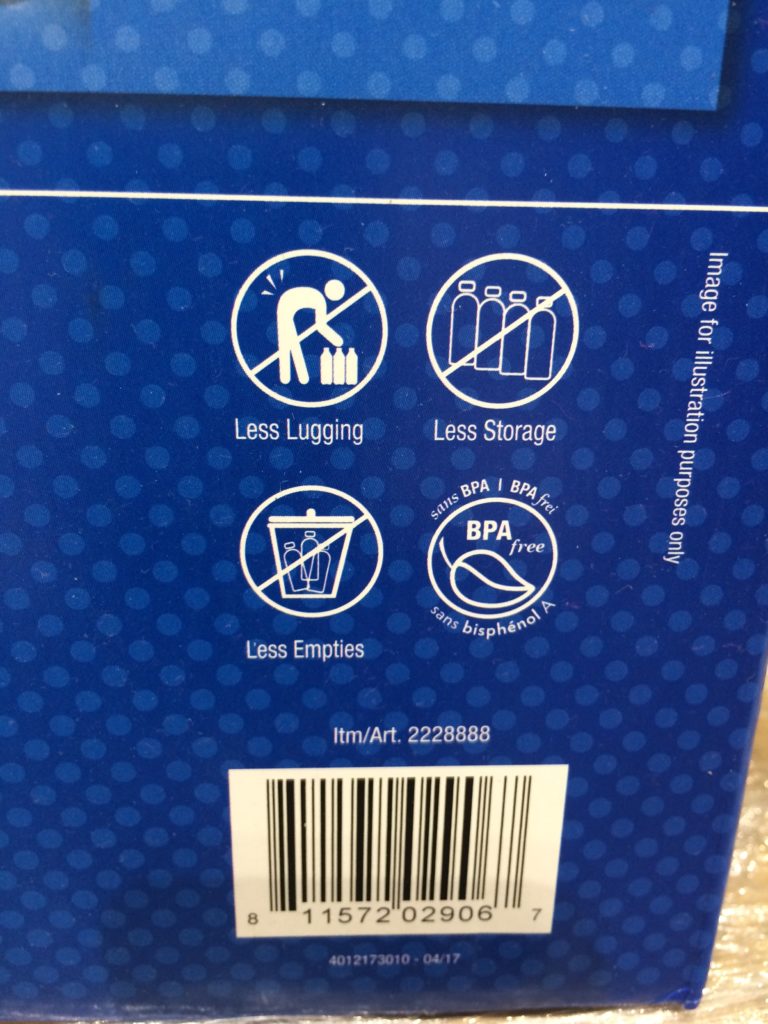 Image for illustration purposes only
Less Lugging
Less Storage
sans BPA | BPA frei
BPA
free
sans bisphénol A
Less Empties
Itm/Art. 2228888
8 11572 02906 7
4012173010 - 04/17